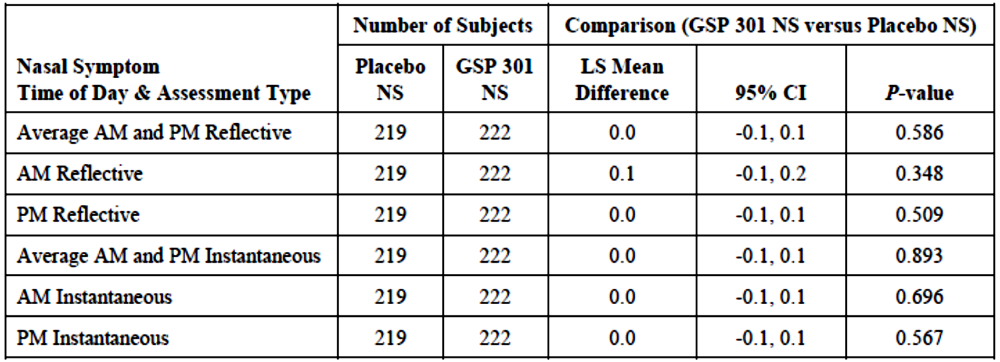 Number of Subjects Comparison (GSP 301 NS versus Placebo NS)
Nasal Symptom Placebo GSP 301 LS Mean
Time of Day & Assessment Type NS NS Difference 95% CI P-value
Average AM and PM Reflective 219 222 0.0 -0.1, 0.1 0.586
AM Reflective 219 222 0.1 -0.1, 0.2 0.348
PM Reflective 219 222 0.0 -0.1, 0.1 0.509
Average AM and PM Instantaneous 219 222 0.0 -0.1, 0.1 0.893
AM Instantaneous 219 222 0.0 -0.1, 0.1 0.696
PM Instantaneous 219 222 0.0 -0.1, 0.1 0.567